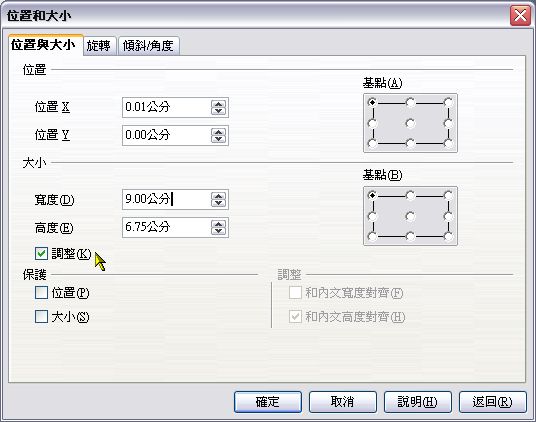 位置和大小
位置與大小 旋轉 傾斜/角度
位置
基點(A)
位置 X 0.01公分
位置 Y 0.00公分
大小
基點(B)
寬度(D) 9.00公分
高度(E) 6.75公分
調整(K)
保護 調整
位置(P) 和內文寬度對齊(F)
大小(S) 和內文高度對齊(H)
確定 取消 說明(H) 返回(R)